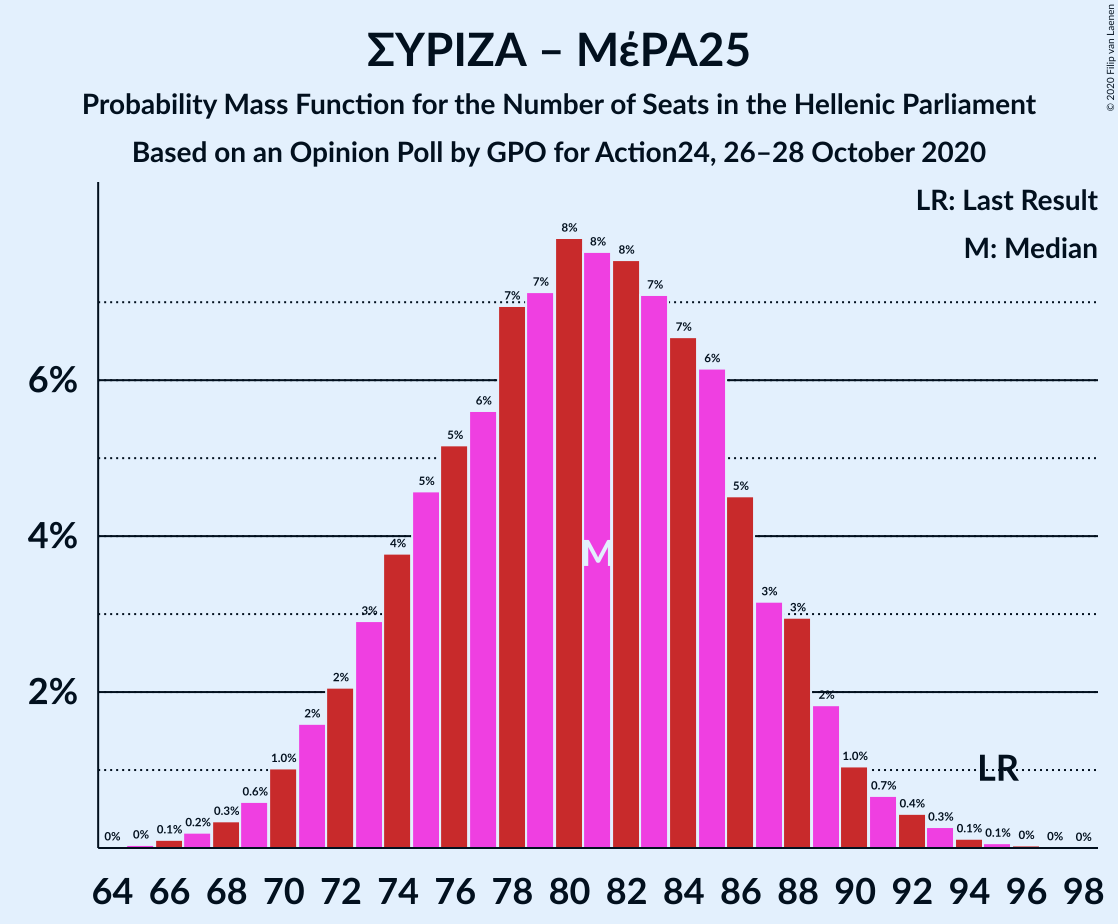 ΣΥΡΙΖΑ – ΜέΡΑ25
Probability Mass Function for the Number of Seats in the Hellenic Parliament
Based on an Opinion Poll by GPO for Action24, 26–28 October 2020
© 2020 Filip van Laenen
LR: Last Result
M: Median
6%
4%
2%
0% 0% 0.1% 0.2% 0.3% 0.6% 1.0% 2% 2% 3% 4% 5% 5% 6% 7% 7% 8% 8% 8% 7% 7% 6% 5% 3% 3% 2% 1.0% 0.7% 0.4% 0.3% 0.1% 0.1% 0% 0% 0%
M
LR
64 66 68 70 72 74 76 78 80 82 84 86 88 90 92 94 96 98